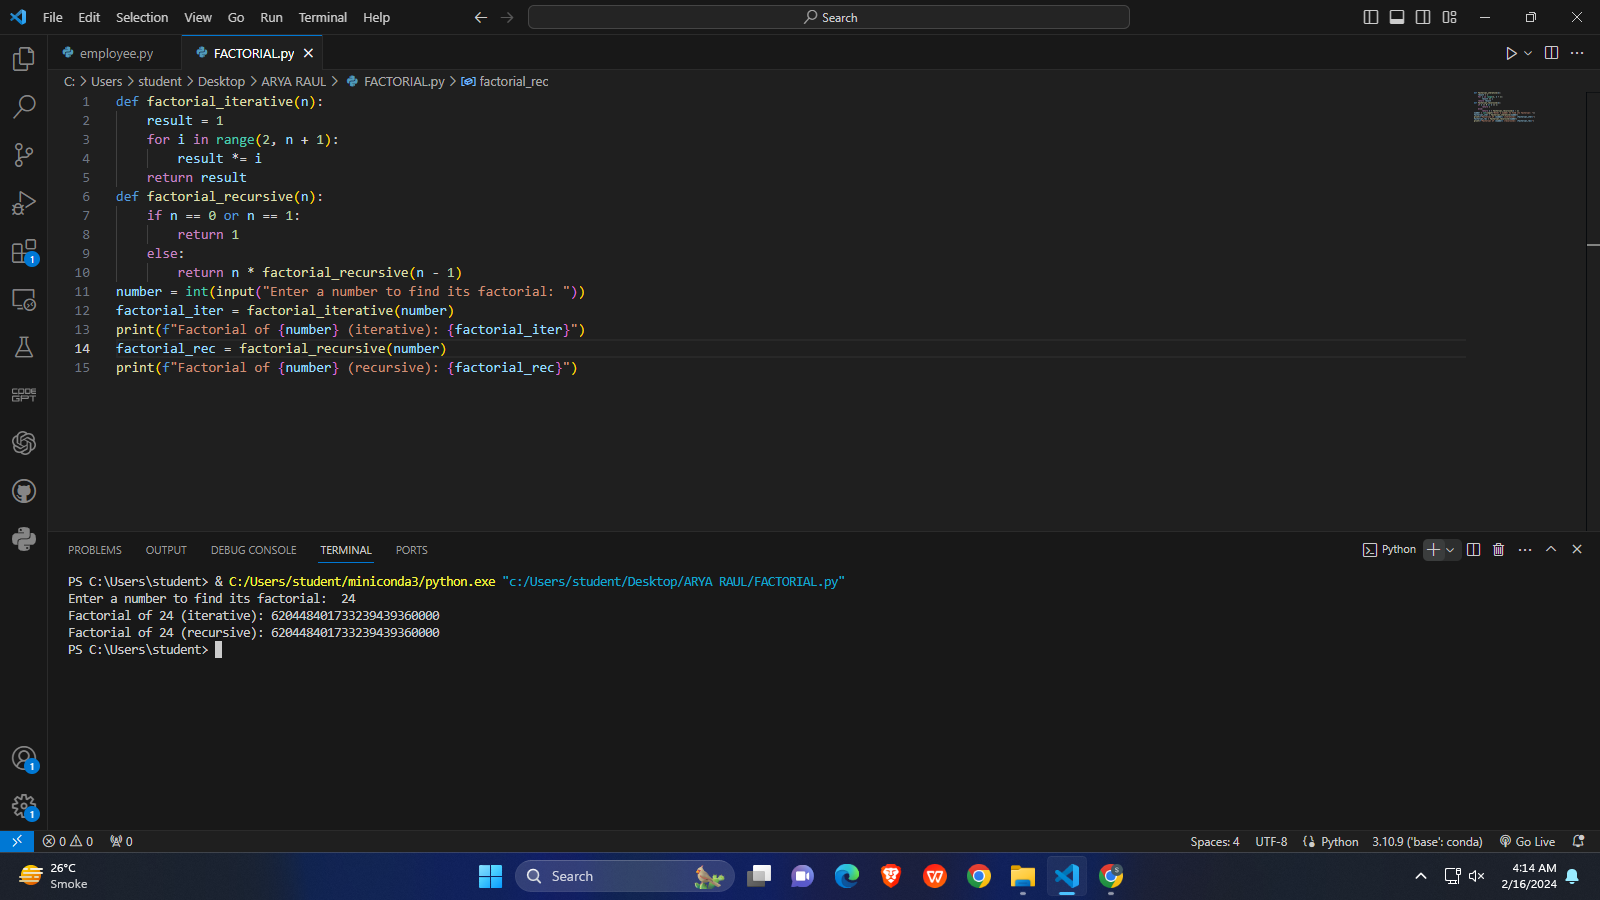 File Edit Selection View Go Run Terminal Help
Search
employee.py
FACTORIAL.py
C: > Users > student > Desktop > ARYA RAUL > FACTORIAL.py > factorial_rec
1 def factorial_iterative(n):
2 result = 1
3 for i in range(2, n + 1):
4 result *= i
5 return result
6 def factorial_recursive(n):
7 if n == 0 or n == 1:
8 return 1
9 else:
10 return n * factorial_recursive(n - 1)
11 number = int(input("Enter a number to find its factorial: "))
12 factorial_iter = factorial_iterative(number)
13 print(f"Factorial of {number} (iterative): {factorial_iter}")
14 factorial_rec = factorial_recursive(number)
15 print(f"Factorial of {number} (recursive): {factorial_rec}")
1
CODE
GPT
PROBLEMS OUTPUT DEBUG CONSOLE TERMINAL PORTS
Python
PS C:\Users\student> & C:/Users/student/miniconda3/python.exe "c:/Users/student/Desktop/ARYA RAUL/FACTORIAL.py"
Enter a number to find its factorial:  24
Factorial of 24 (iterative): 620448401733239439360000
Factorial of 24 (recursive): 620448401733239439360000
PS C:\Users\student>
1
1
0 0 0
Spaces: 4 UTF-8 Python 3.10.9 ('base': conda) Go Live
26°C
Smoke
Search
4:14 AM
2/16/2024